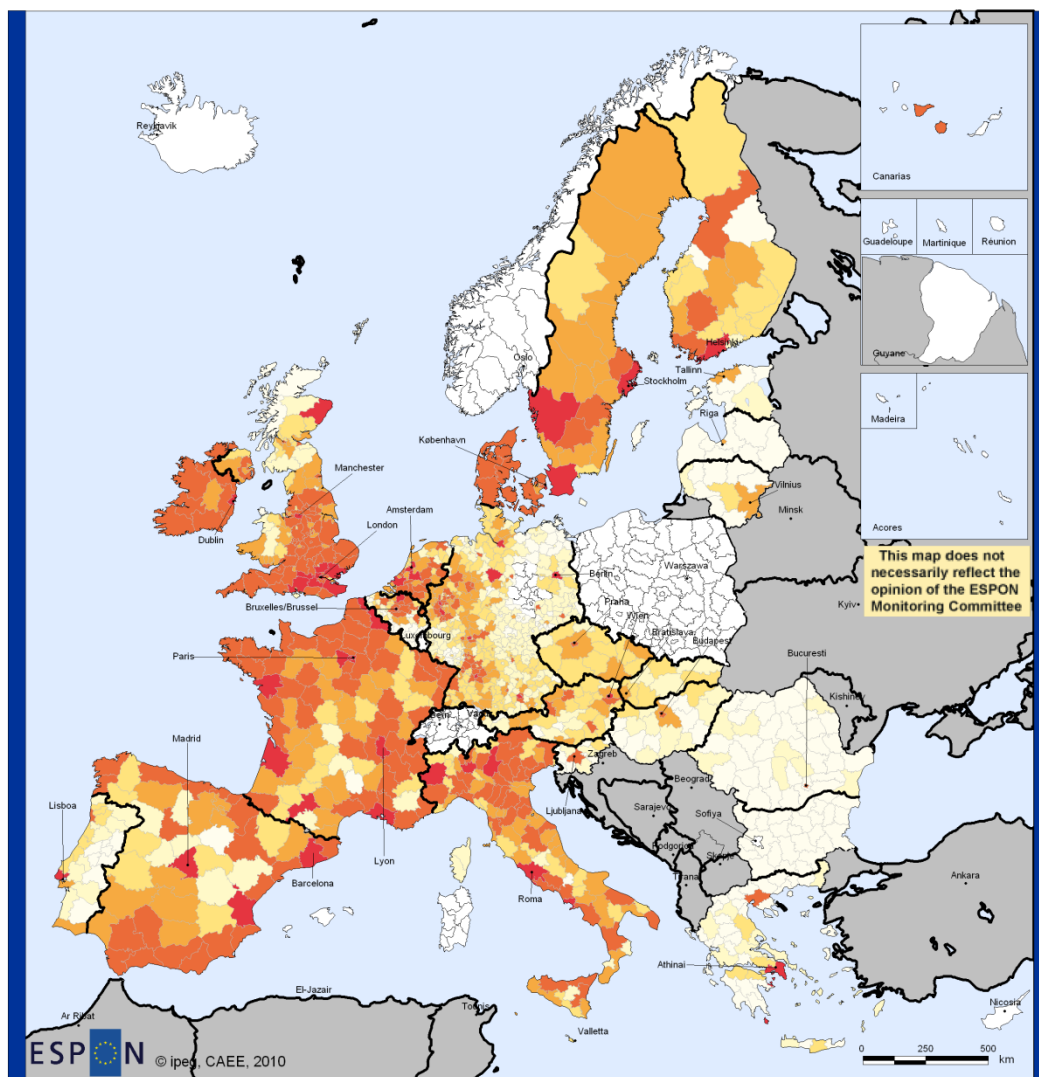 Reykjavik
Canarias
Guadeloupe
Martinique
Réunion
Guyane
Madeira
Acores
This map does not
necessarily reflect the
opinion of the ESPON
Monitoring Committee
Oslo
Helsinki
Tallinn
Stockholm
Riga
København
Manchester
Vilnius
London
Minsk
Amsterdam
Dublin
Berlin
Warszawa
Bruxelles/Brussel
Praha
Kyiv
Wien
Luxembourg
Bratislava
Budapest
Paris
Bucuresti
Kishinev
Bern
Vaduz
Madrid
Zagreb
Beograd
Lisboa
Ljubljana
Sarajevo
Sofiya
Podgorica
Skopje
Lyon
Tirana
Ankara
Barcelona
Roma
Athinai
El-Jazair
Tounis
Nicosia
Ar Ribat
Valletta
ESPON
© ipeg, CAEE, 2010
0 250 500
km